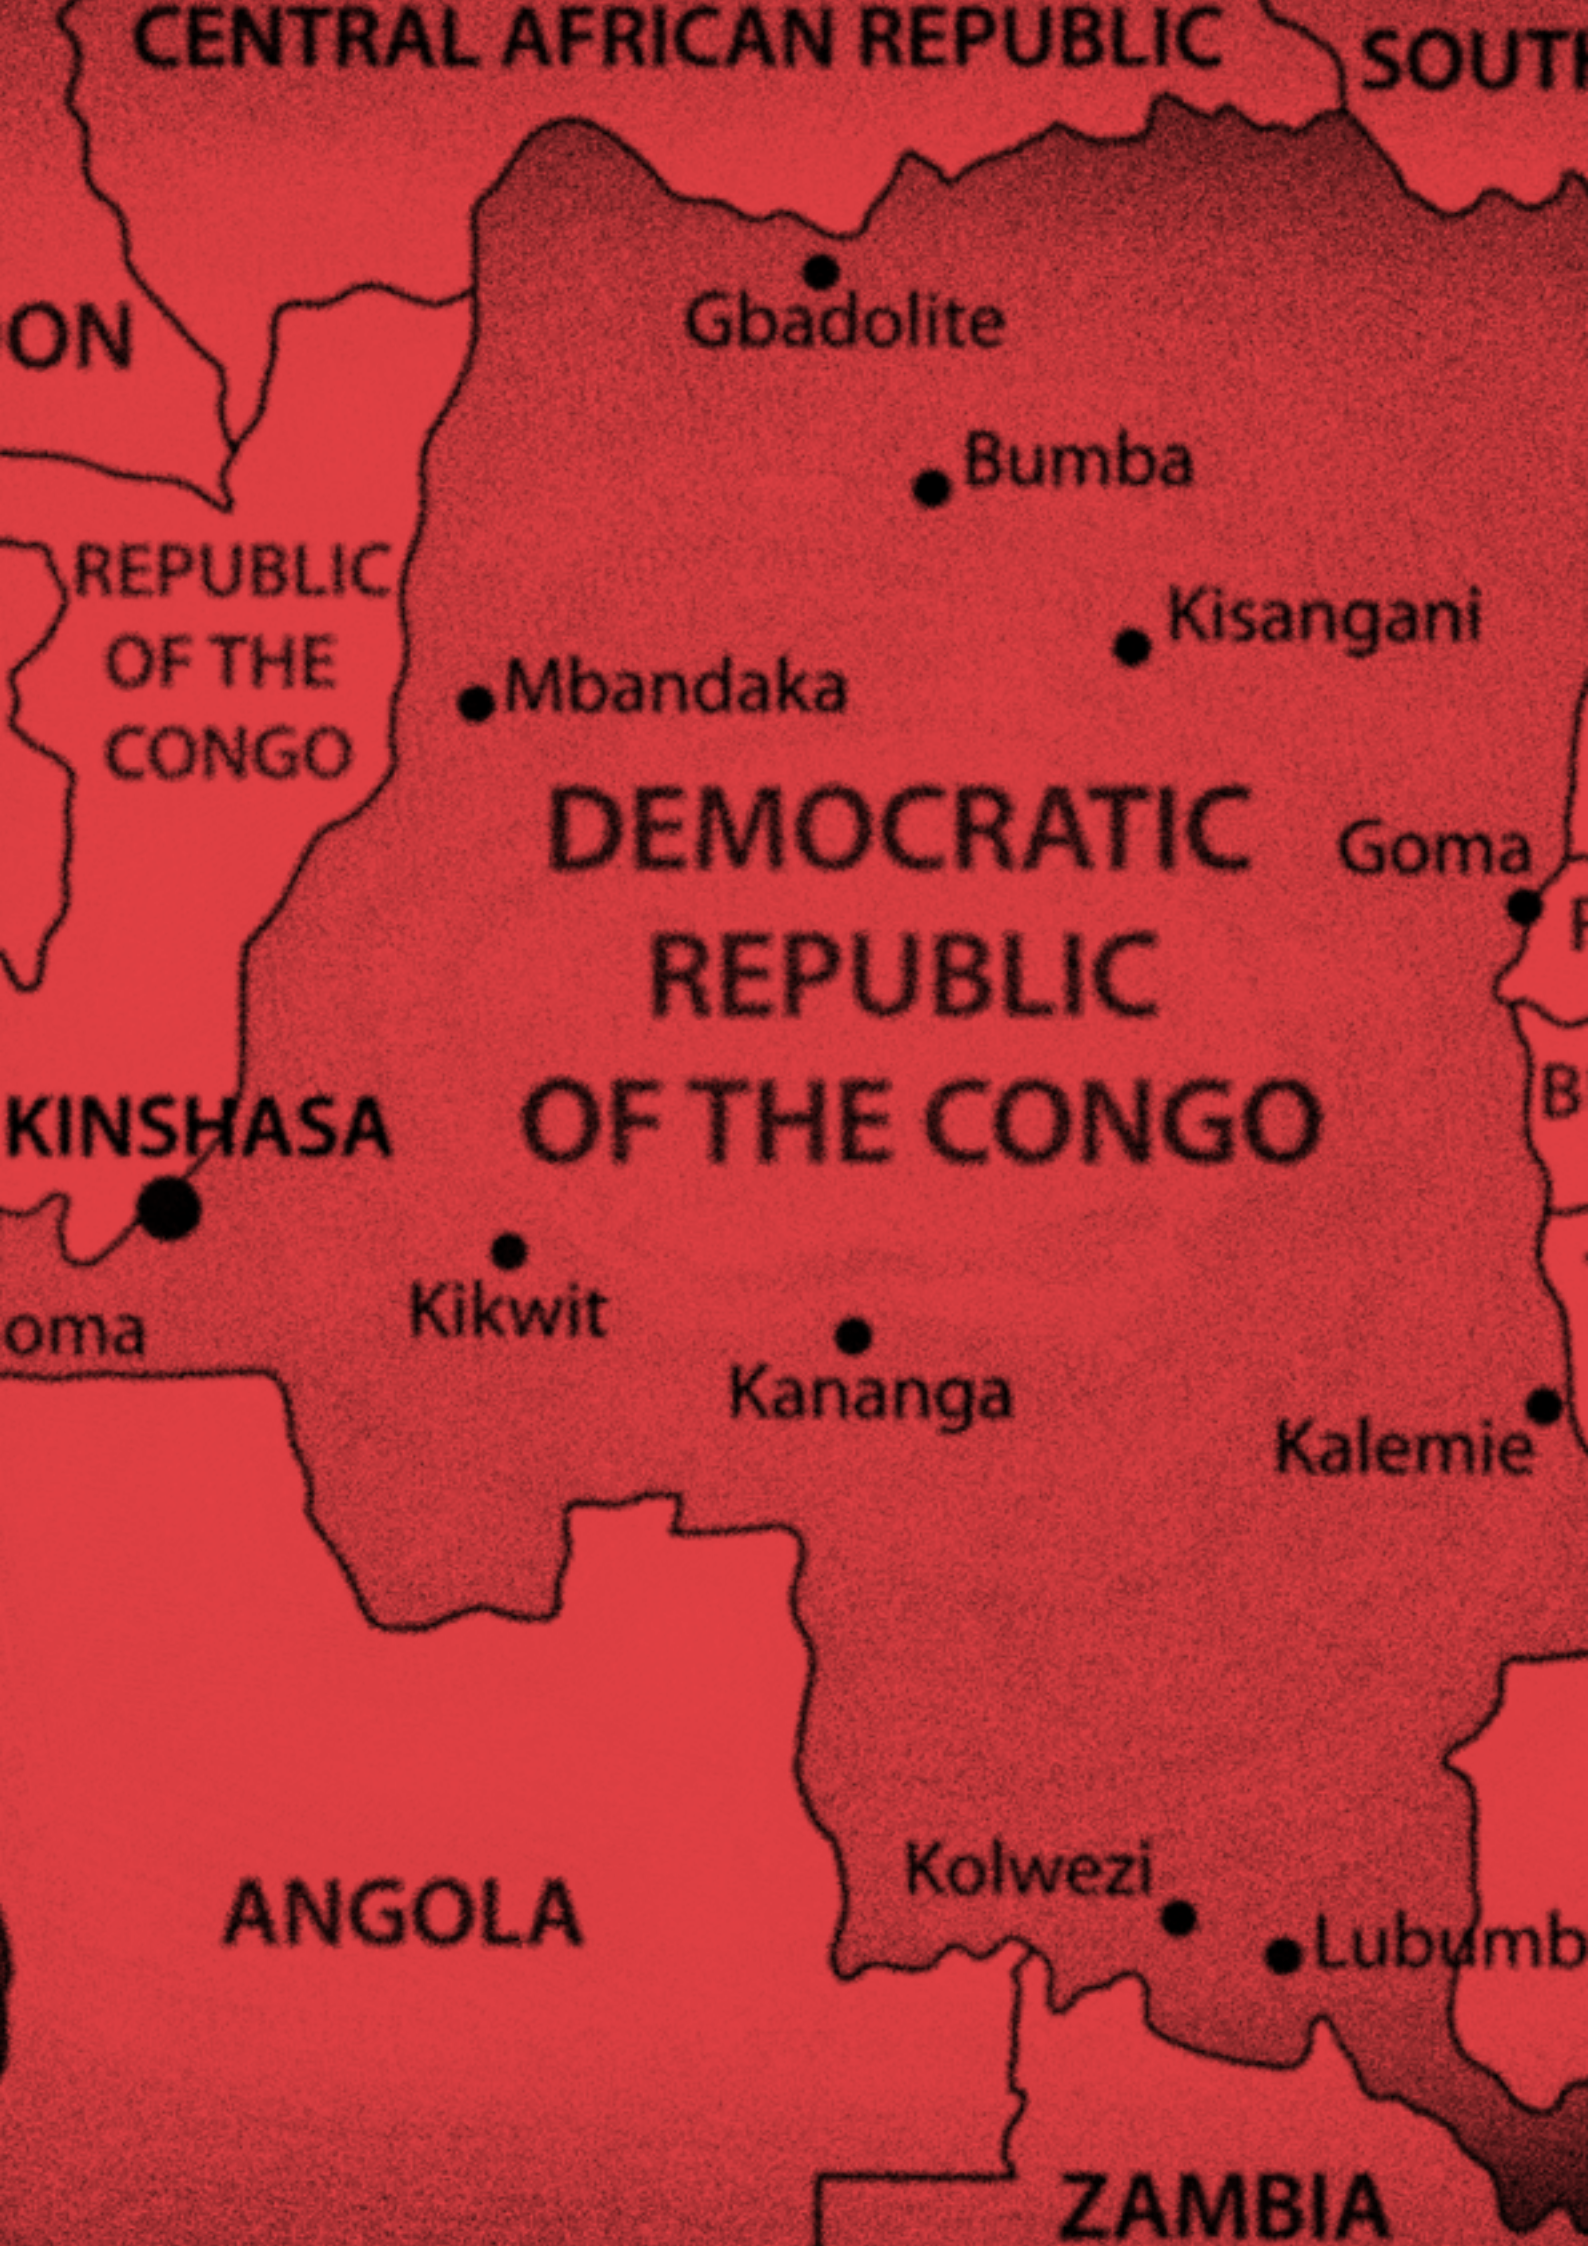 CENTRAL AFRICAN REPUBLIC
SOUTH
Gbadolite
ON
Bumba
REPUBLIC
OF THE
CONGO
Kisangani
Mbandaka
DEMOCRATIC
REPUBLIC
OF THE CONGO
Goma
B
KINSHASA
Kikwit
oma
Kananga
Kalemie
Kolwezi
ANGOLA
Lubumb
ZAMBIA